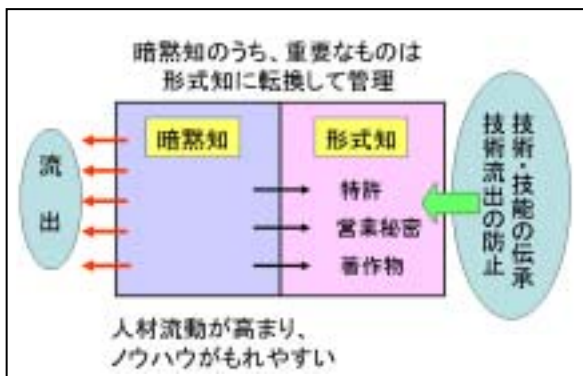 暗黙知のうち、重要なものは
形式知に転換して管理
流出
暗黙知
形式知
特許
営業秘密
著作物
技術・技能の伝承
技術流出の防止
人材流動が高まり、
ノウハウがもれやすい